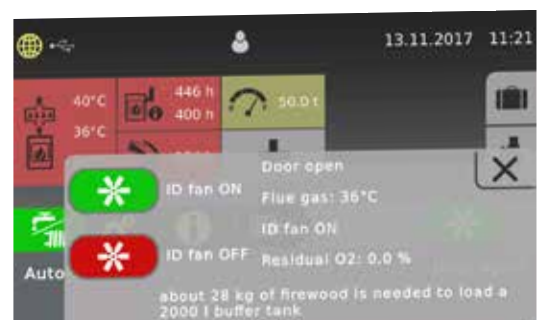 13.11.2017 11:21
40°C
36°C
446 h
400 h
50.0 t
Door open
ID fan ON
Flue gas: 36°C
ID fan ON
ID fan OFF
Residual O2: 0.0 %
Auto
about 28 kg of firewood is needed to load a
2000 l buffer tank